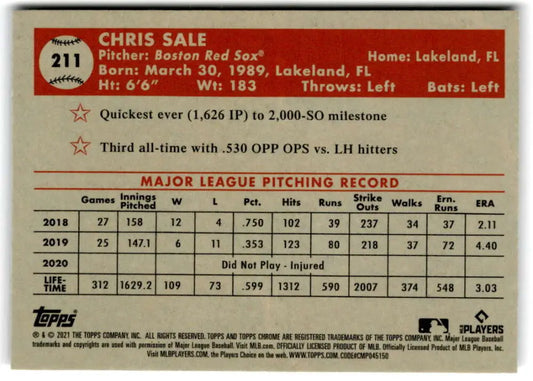 211
CHRIS SALE
Pitcher: Boston Red Sox® Home: Lakeland, FL
Born: March 30, 1989, Lakeland, FL
Ht: 6'6" Wt: 183 Throws: Left Bats: Left
Quickest ever (1,626 IP) to 2,000-SO milestone
Third all-time with .530 OPP OPS vs. LH hitters
MAJOR LEAGUE PITCHING RECORD
Games Innings Pitched W L Pct. Hits Runs Strike Outs Walks Ern. Runs ERA
2018 27 158 12 4 .750 102 39 237 34 37 2.11
2019 25 147.1 6 11 .353 123 80 218 37 72 4.40
2020 Did Not Play - Injured
LIFE-TIME 312 1629.2 109 73 .599 1312 590 2007 374 548 3.03
Topps
MLB PLAYERS
® & © 2021 THE TOPPS COMPANY, INC. ALL RIGHTS RESERVED. TOPPS AND TOPPS CHROME ARE REGISTERED TRADEMARKS OF THE TOPPS COMPANY, INC. Major League Baseball
trademarks and copyrights are used with permission of Major League Baseball. Visit MLB.com. OFFICIALLY LICENSED PRODUCT OF MLB PLAYERS, INC.
Visit MLBPLAYERS.com, the Players Choice on the web. WWW.TOPPS.COM. CODE#CMP045150